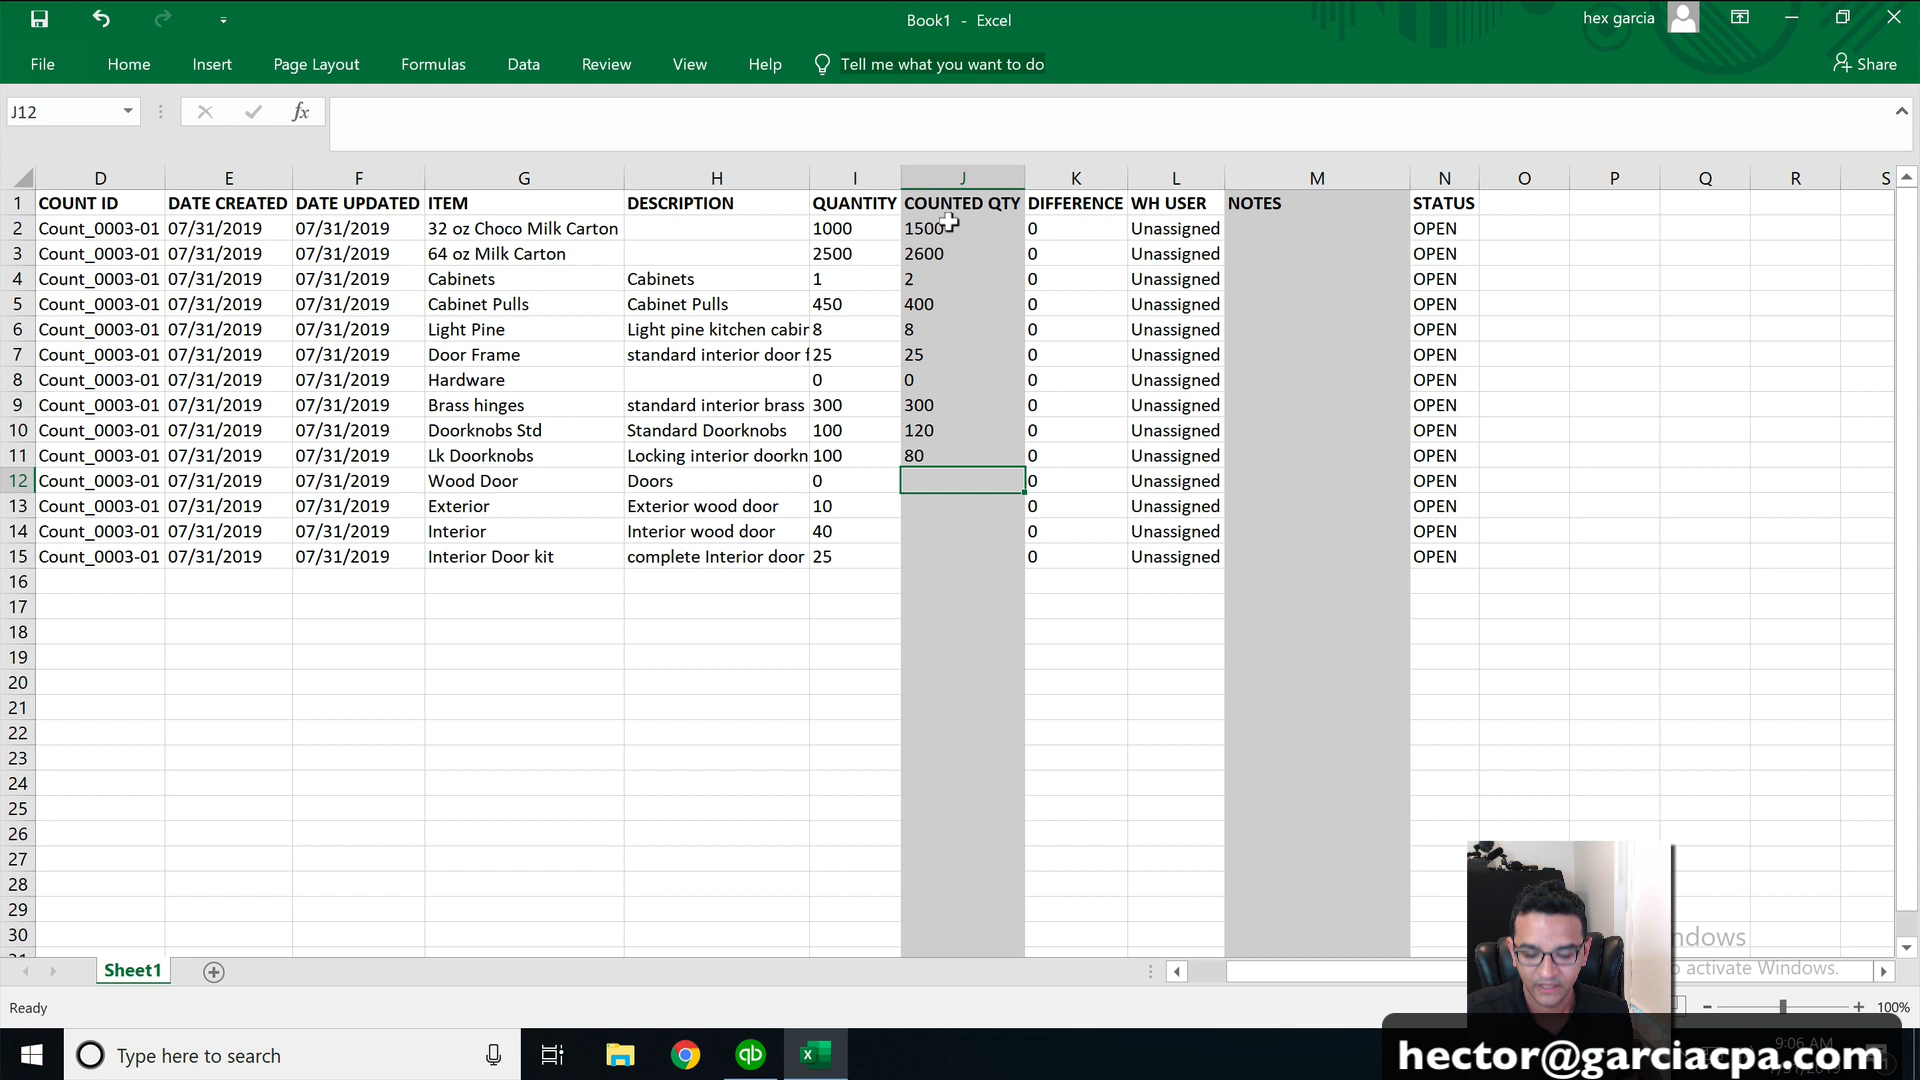 Book1 - Excel
hex garcia
File Home Insert Page Layout Formulas Data Review View Help Tell me what you want to do Share
J12 fx
D E F G H I J K L M N O P Q R S
1 COUNT ID DATE CREATED DATE UPDATED ITEM DESCRIPTION QUANTITY COUNTED QTY DIFFERENCE WH USER NOTES STATUS
2 Count_0003-01 07/31/2019 07/31/2019 32 oz Choco Milk Carton 1000 1500 0 Unassigned OPEN
3 Count_0003-01 07/31/2019 07/31/2019 64 oz Milk Carton 2500 2600 0 Unassigned OPEN
4 Count_0003-01 07/31/2019 07/31/2019 Cabinets Cabinets 1 2 0 Unassigned OPEN
5 Count_0003-01 07/31/2019 07/31/2019 Cabinet Pulls Cabinet Pulls 450 400 0 Unassigned OPEN
6 Count_0003-01 07/31/2019 07/31/2019 Light Pine Light pine kitchen cabir 8 8 0 Unassigned OPEN
7 Count_0003-01 07/31/2019 07/31/2019 Door Frame standard interior door f 25 25 0 Unassigned OPEN
8 Count_0003-01 07/31/2019 07/31/2019 Hardware 0 0 0 Unassigned OPEN
9 Count_0003-01 07/31/2019 07/31/2019 Brass hinges standard interior brass 300 300 0 Unassigned OPEN
10 Count_0003-01 07/31/2019 07/31/2019 Doorknobs Std Standard Doorknobs 100 120 0 Unassigned OPEN
11 Count_0003-01 07/31/2019 07/31/2019 Lk Doorknobs Locking interior doorkn 100 80 0 Unassigned OPEN
12 Count_0003-01 07/31/2019 07/31/2019 Wood Door Doors 0 0 Unassigned OPEN
13 Count_0003-01 07/31/2019 07/31/2019 Exterior Exterior wood door 10 0 Unassigned OPEN
14 Count_0003-01 07/31/2019 07/31/2019 Interior Interior wood door 40 0 Unassigned OPEN
15 Count_0003-01 07/31/2019 07/31/2019 Interior Door kit complete Interior door 25 0 Unassigned OPEN
16
17
18
19
20
21
22
23
24
25
26
27
28
29
30
ndows
o activate Windows.
Sheet1
Ready 100%
Type here to search
qb
9:06 AM
hector@garciacpa.com